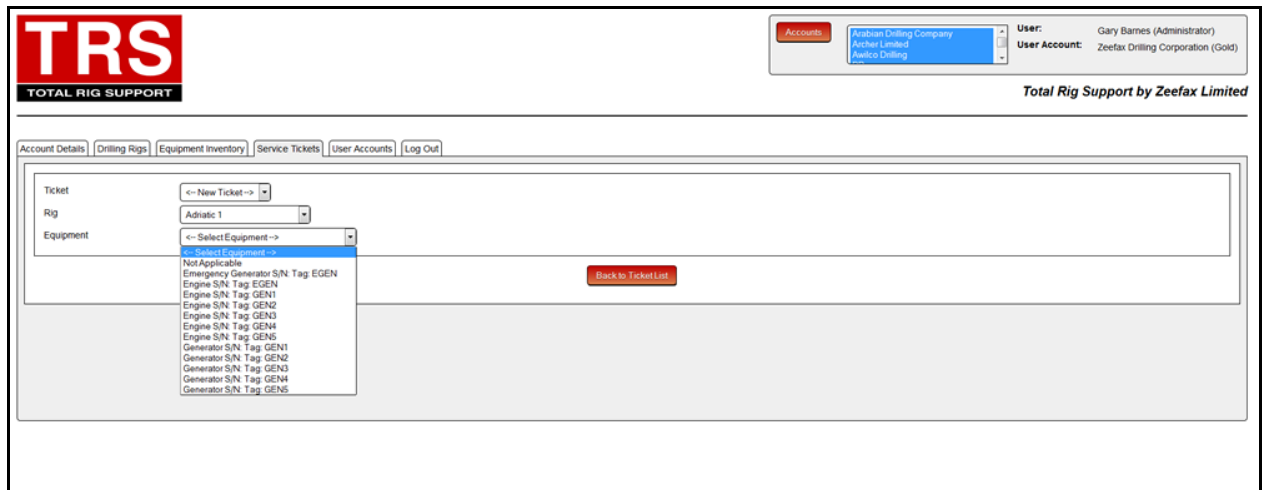 TRS
TOTAL RIG SUPPORT
Accounts
Arabian Drilling Company
Archer Limited
Awilco Drilling
User: Gary Barnes (Administrator)
User Account: Zeefax Drilling Corporation (Gold)
Total Rig Support by Zeefax Limited
Account Details Drilling Rigs Equipment Inventory Service Tickets User Accounts Log Out
Ticket <-- New Ticket -->
Rig Adriatic 1
Equipment <-- Select Equipment -->
<-- Select Equipment -->
Not Applicable
Emergency Generator S/N: Tag: EGEN
Engine S/N: Tag: EGEN
Engine S/N: Tag: GEN1
Engine S/N: Tag: GEN2
Engine S/N: Tag: GEN3
Engine S/N: Tag: GEN4
Engine S/N: Tag: GEN5
Generator S/N: Tag: GEN1
Generator S/N: Tag: GEN2
Generator S/N: Tag: GEN3
Generator S/N: Tag: GEN4
Generator S/N: Tag: GEN5
Back to Ticket List